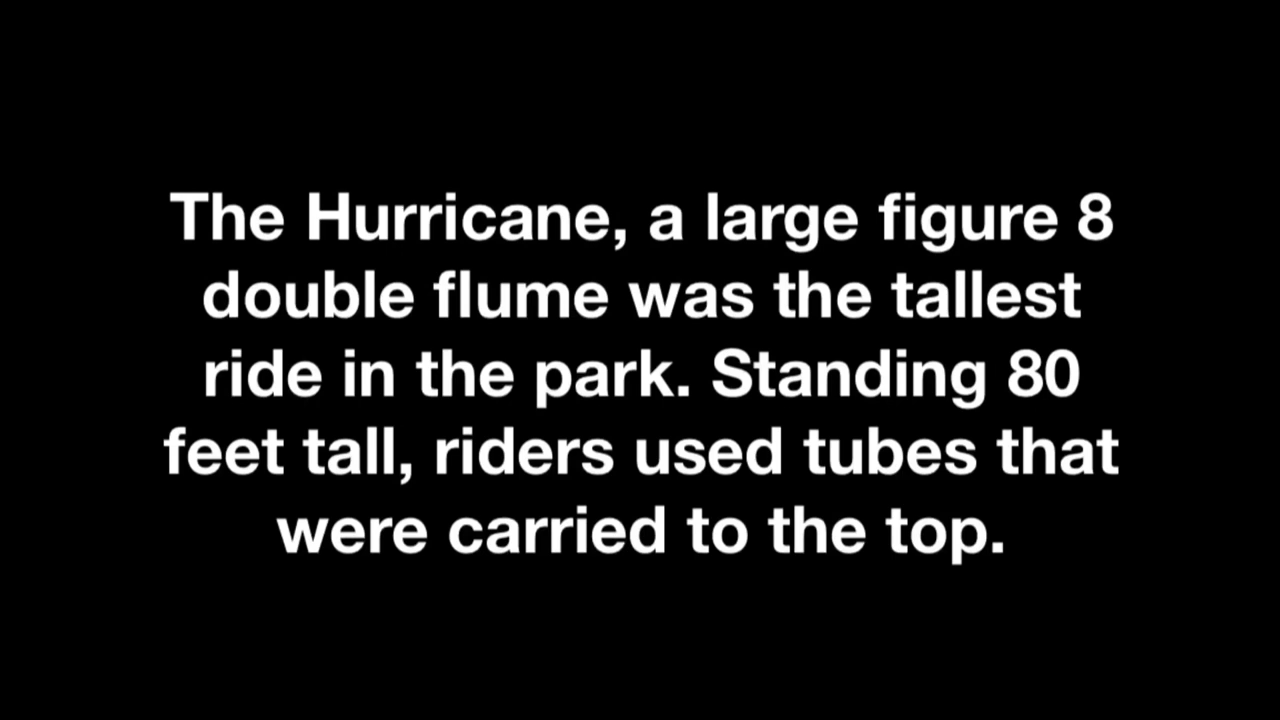 The Hurricane, a large figure 8
double flume was the tallest
ride in the park. Standing 80
feet tall, riders used tubes that
were carried to the top.